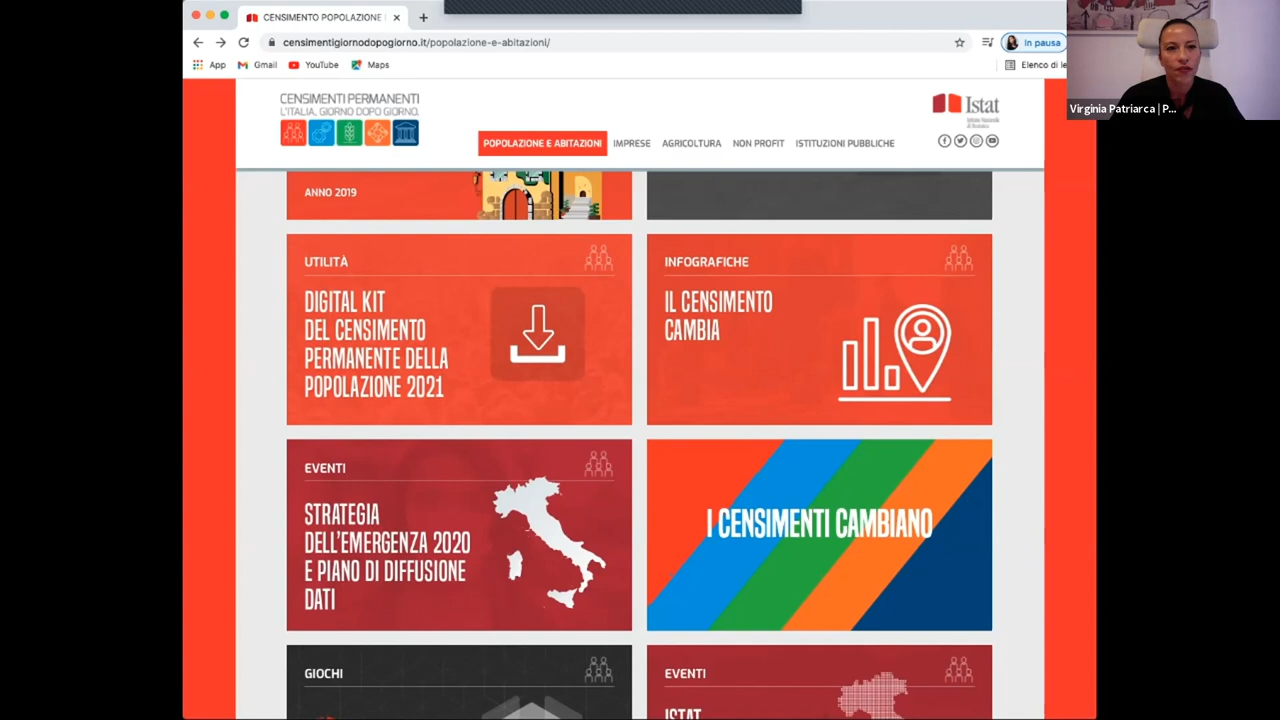 CENSIMENTO POPOLAZIONE
censimentigiornodopogiorno.it/popolazione-e-abitazioni/
In pausa
App Gmail YouTube Maps
Elenco di le
Virginia Patriarca | P...
CENSIMENTI PERMANENTI
L'ITALIA, GIORNO DOPO GIORNO.
Istat
POPOLAZIONE E ABITAZIONI IMPRESE AGRICOLTURA NON PROFIT ISTITUZIONI PUBBLICHE
ANNO 2019
UTILITÀ
DIGITAL KIT
DEL CENSIMENTO
PERMANENTE DELLA
POPOLAZIONE 2021
INFOGRAFICHE
IL CENSIMENTO
CAMBIA
EVENTI
STRATEGIA
DELL'EMERGENZA 2020
E PIANO DI DIFFUSIONE
DATI
I CENSIMENTI CAMBIANO
GIOCHI
EVENTI
ISTAT